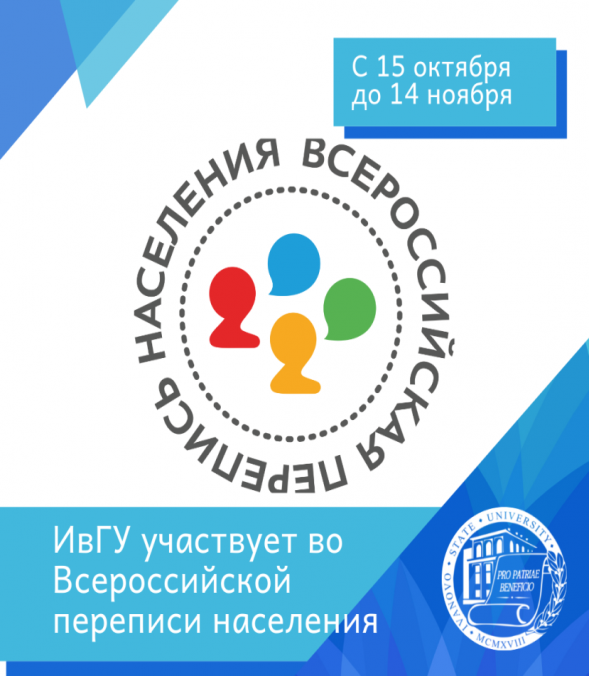 С 15 октября
до 14 ноября
ВСЕРОССИЙСКАЯ ПЕРЕПИСЬ НАСЕЛЕНИЯ
ИвГУ участвует во
Всероссийской
переписи населения
IVANOVO • STATE • UNIVERSITY •
PRO PATRIAE
BENEFICIO
MCMXVIII